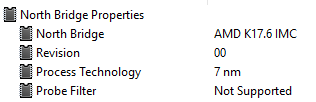 North Bridge Properties
North Bridge AMD K17.6 IMC
Revision 00
Process Technology 7 nm
Probe Filter Not Supported